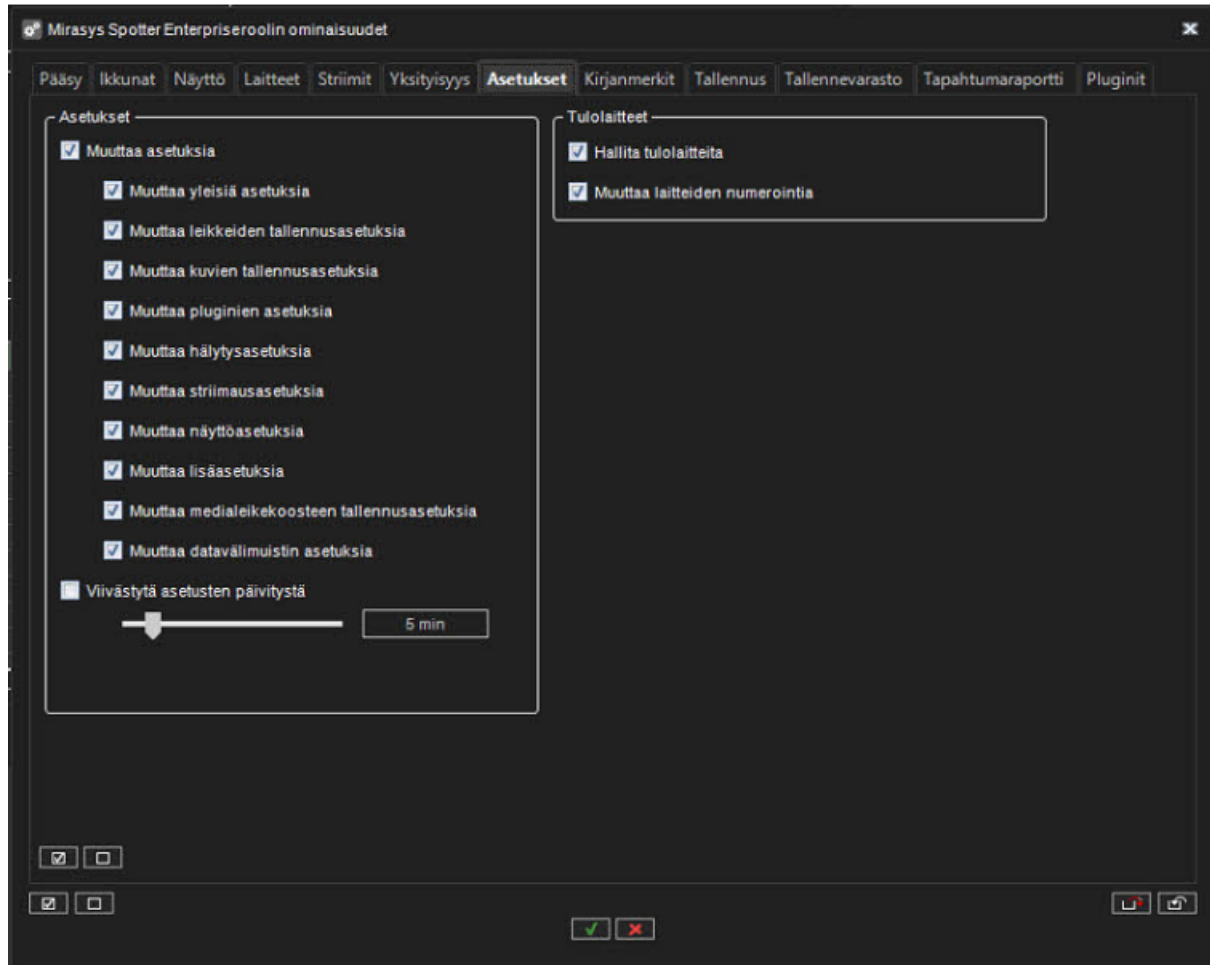 Mirasys Spotter Enterpriseroolin ominaisuudet
Pääsy Ikkunat Näyttö Laitteet Striimit Yksityisyys Asetukset Kirjanmerkit Tallennus Tallennevarasto Tapahtumaraportti Pluginit
Asetukset
Muuttaa asetuksia
Muuttaa yleisiä asetuksia
Muuttaa leikkeiden tallennusasetuksia
Muuttaa kuvien tallennusasetuksia
Muuttaa pluginien asetuksia
Muuttaa hälytysasetuksia
Muuttaa striimausasetuksia
Muuttaa näyttöasetuksia
Muuttaa lisäasetuksia
Muuttaa medialeikekoosteen tallennusasetuksia
Muuttaa datavälimuistin asetuksia
Viivästytä asetusten päivitystä
5 min
Tulolaitteet
Hallita tulolaitteita
Muuttaa laitteiden numerointia